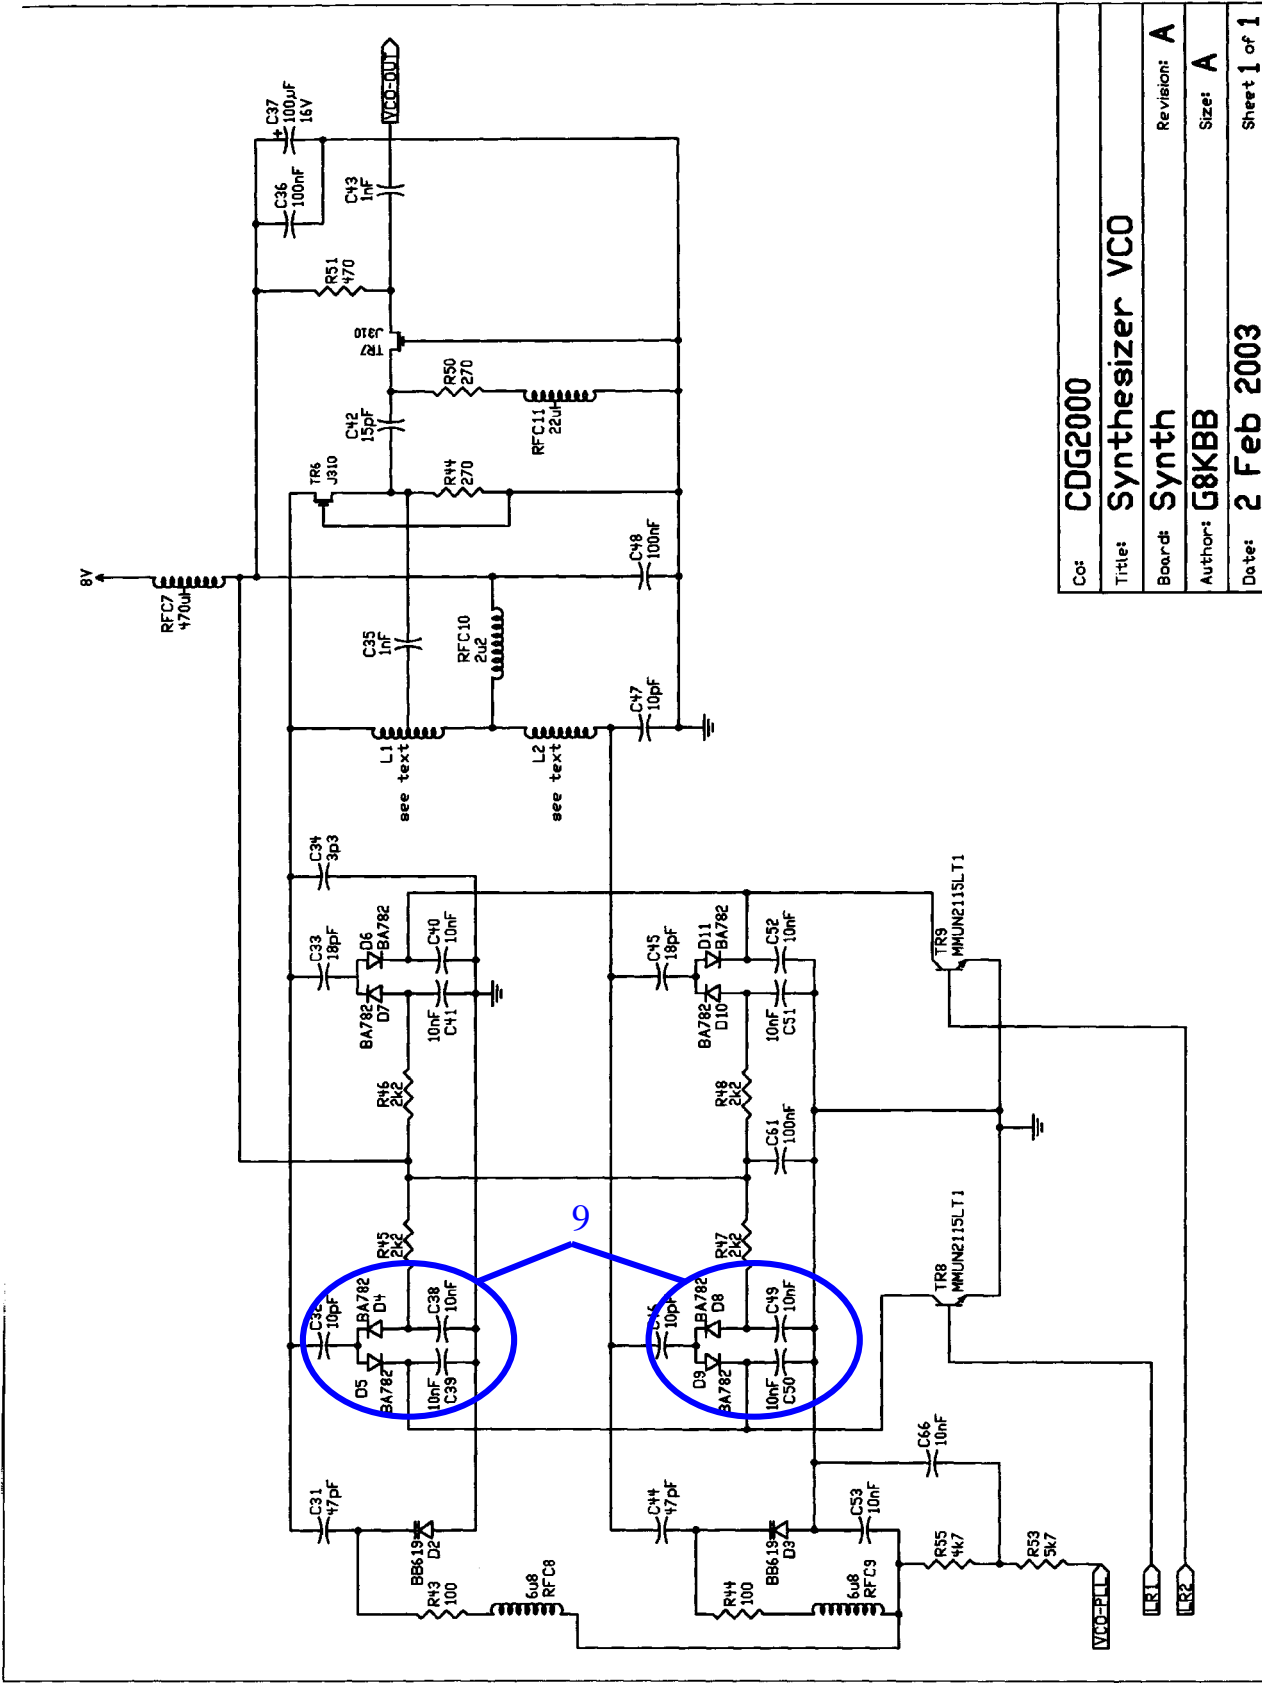 8V
RFC7
470uH
C37
100µF
16V
C36
100nF
VCO-OUT
C43
1nF
R51
470
TR7
J310
R50
270
RFC11
22uH
C42
15pF
TR6
J310
R44
270
C48
100nF
C35
1nF
RFC10
2u2
C47
10pF
L1
see text
L2
see text
C34
3p3
C33
18pF
D6
BA782
BA782
D7
C40
10nF
10nF
C41
R46
2k2
C45
18pF
D11
BA782
BA782
D10
C52
10nF
10nF
C51
R48
2k2
C61
100nF
TR9
MMUN2115LT1
9
R45
2k2
C32
10pF
BA782
D4
D5
BA782
C38
10nF
10nF
C39
R47
2k2
10pF
BA782
D8
D9
BA782
C49
10nF
10nF
C50
TR8
MMUN2115LT1
C31
47pF
BB619
D2
R43
100
6u8
RFC8
C44
47pF
BB619
D3
C53
10nF
R44
100
6u8
RFC9
C66
10nF
R55
4k7
R53
5k7
VCO-PLL
LR1
LR2
Co: CDG2000
Title: Synthesizer VCO
Board: Synth Revision: A
Author: G8KBB Size: A
Date: 2 Feb 2003 Sheet 1 of 1